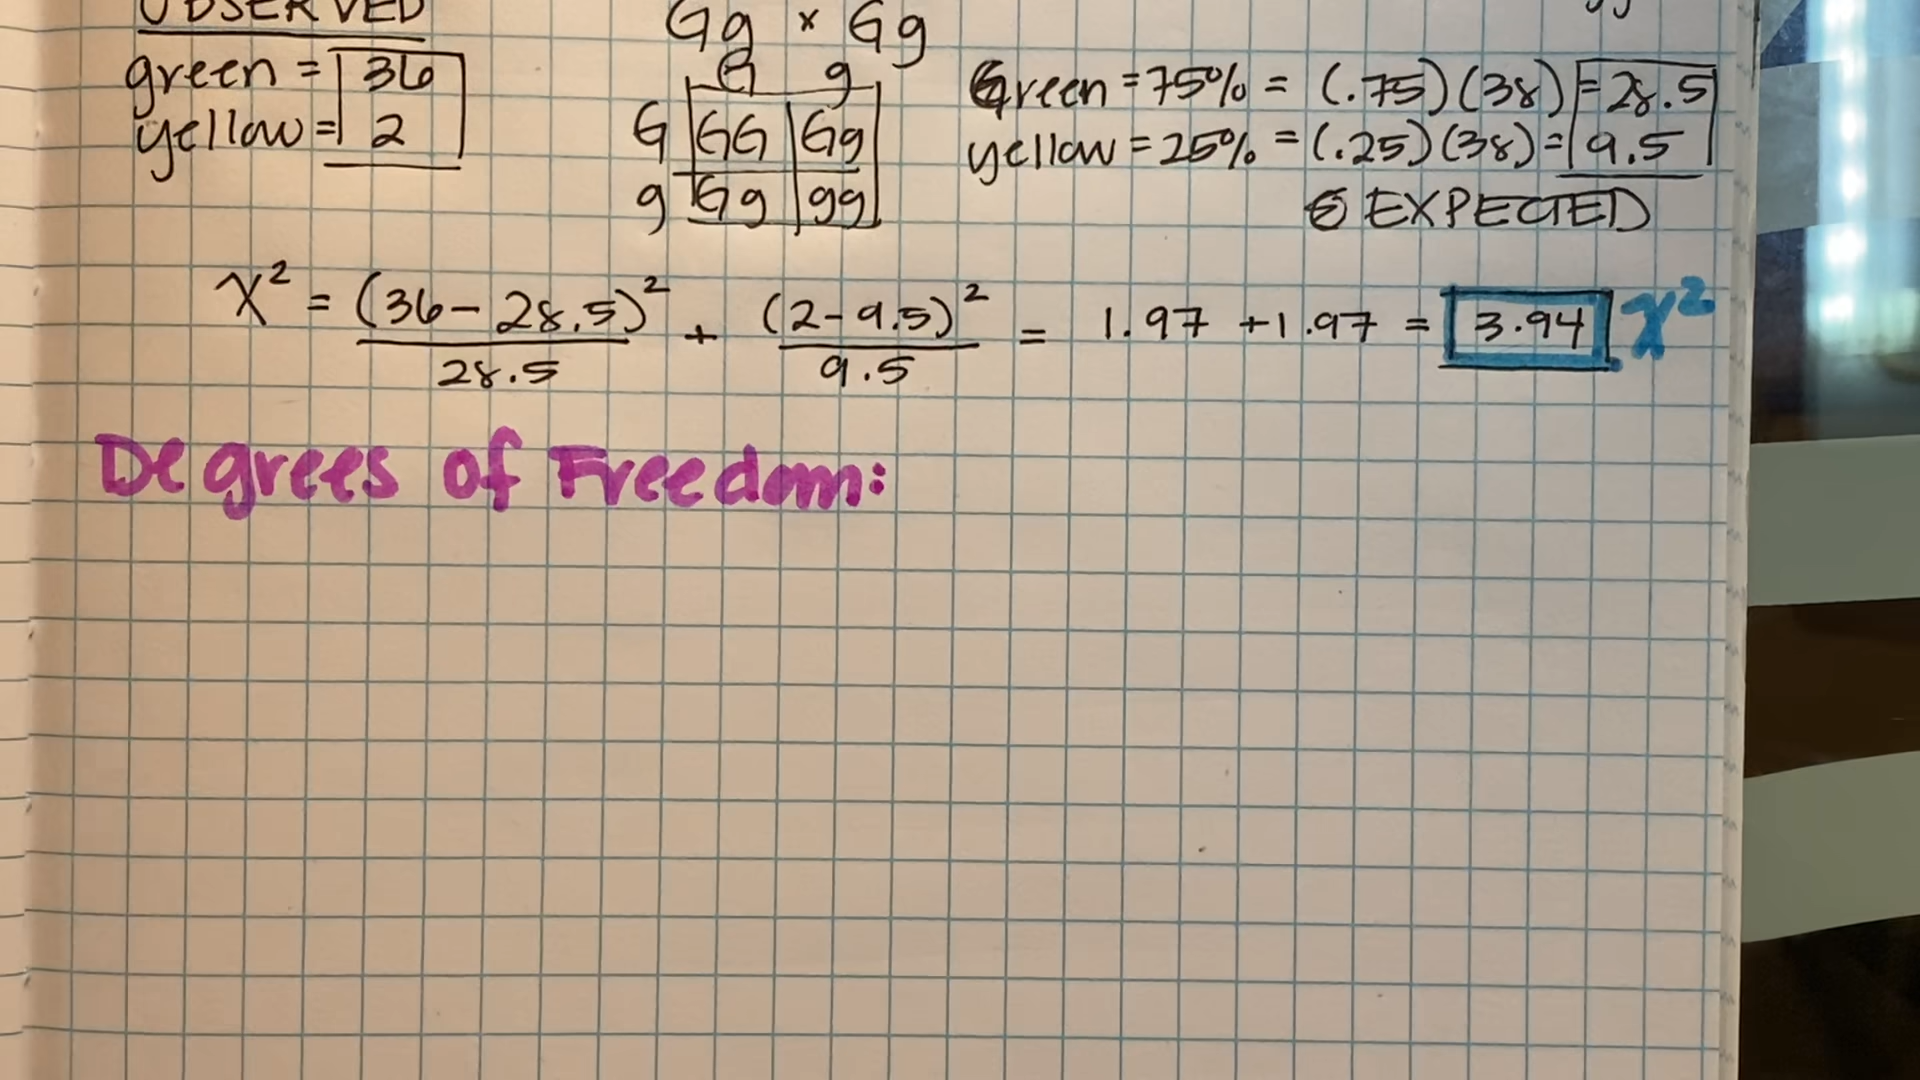 OBSERVED
green = 36
yellow = 2
Gg × Gg
G g
G GG Gg
g Gg gg
Green = 75% = (.75)(38) = 28.5
yellow = 25% = (.25)(38) = 9.5
EXPECTED
χ² = (36 - 28.5)² / 28.5 + (2 - 9.5)² / 9.5 = 1.97 + 1.97 = 3.94 χ²
Degrees of Freedom: